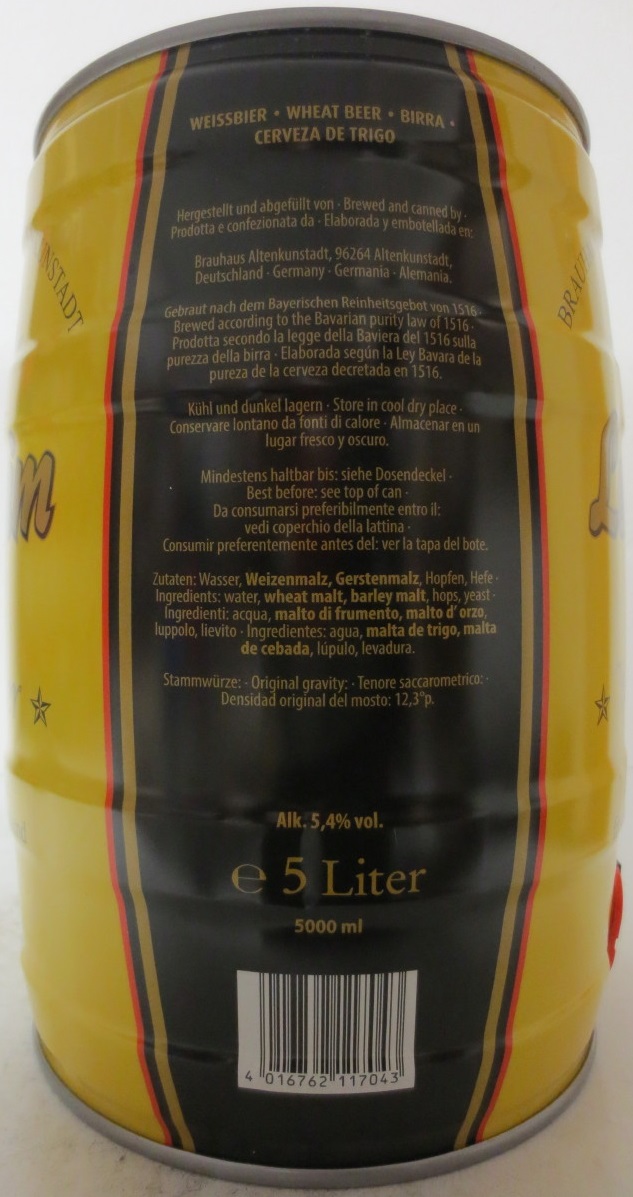 WEISSBIER • WHEAT BEER • BIRRA •
CERVEZA DE TRIGO
Hergestellt und abgefüllt von · Brewed and canned by ·
Prodotta e confezionata da · Elaborada y embotellada en:
Brauhaus Altenkunstadt, 96264 Altenkunstadt,
Deutschland · Germany · Germania · Alemania.
Gebraut nach dem Bayerischen Reinheitsgebot von 1516 ·
Brewed according to the Bavarian purity law of 1516 ·
Prodotta secondo la legge della Baviera del 1516 sulla
purezza della birra · Elaborada según la Ley Bavara de la
pureza de la cerveza decretada en 1516.
Kühl und dunkel lagern · Store in cool dry place ·
Conservare lontano da fonti di calore · Almacenar en un
lugar fresco y oscuro.
Mindestens haltbar bis: siehe Dosendeckel ·
Best before: see top of can ·
Da consumarsi preferibilmente entro il:
vedi coperchio della lattina ·
Consumir preferentemente antes del: ver la tapa del bote.
Zutaten: Wasser, Weizenmalz, Gerstenmalz, Hopfen, Hefe ·
Ingredients: water, wheat malt, barley malt, hops, yeast ·
Ingredienti: acqua, malto di frumento, malto d' orzo,
luppolo, lievito · Ingredientes: agua, malta de trigo, malta
de cebada, lúpulo, levadura.
Stammwürze: · Original gravity: · Tenore saccarometrico: ·
Densidad original del mosto: 12,3°p.
Alk. 5,4% vol.
℮ 5 Liter
5000 ml
4 016762 117043